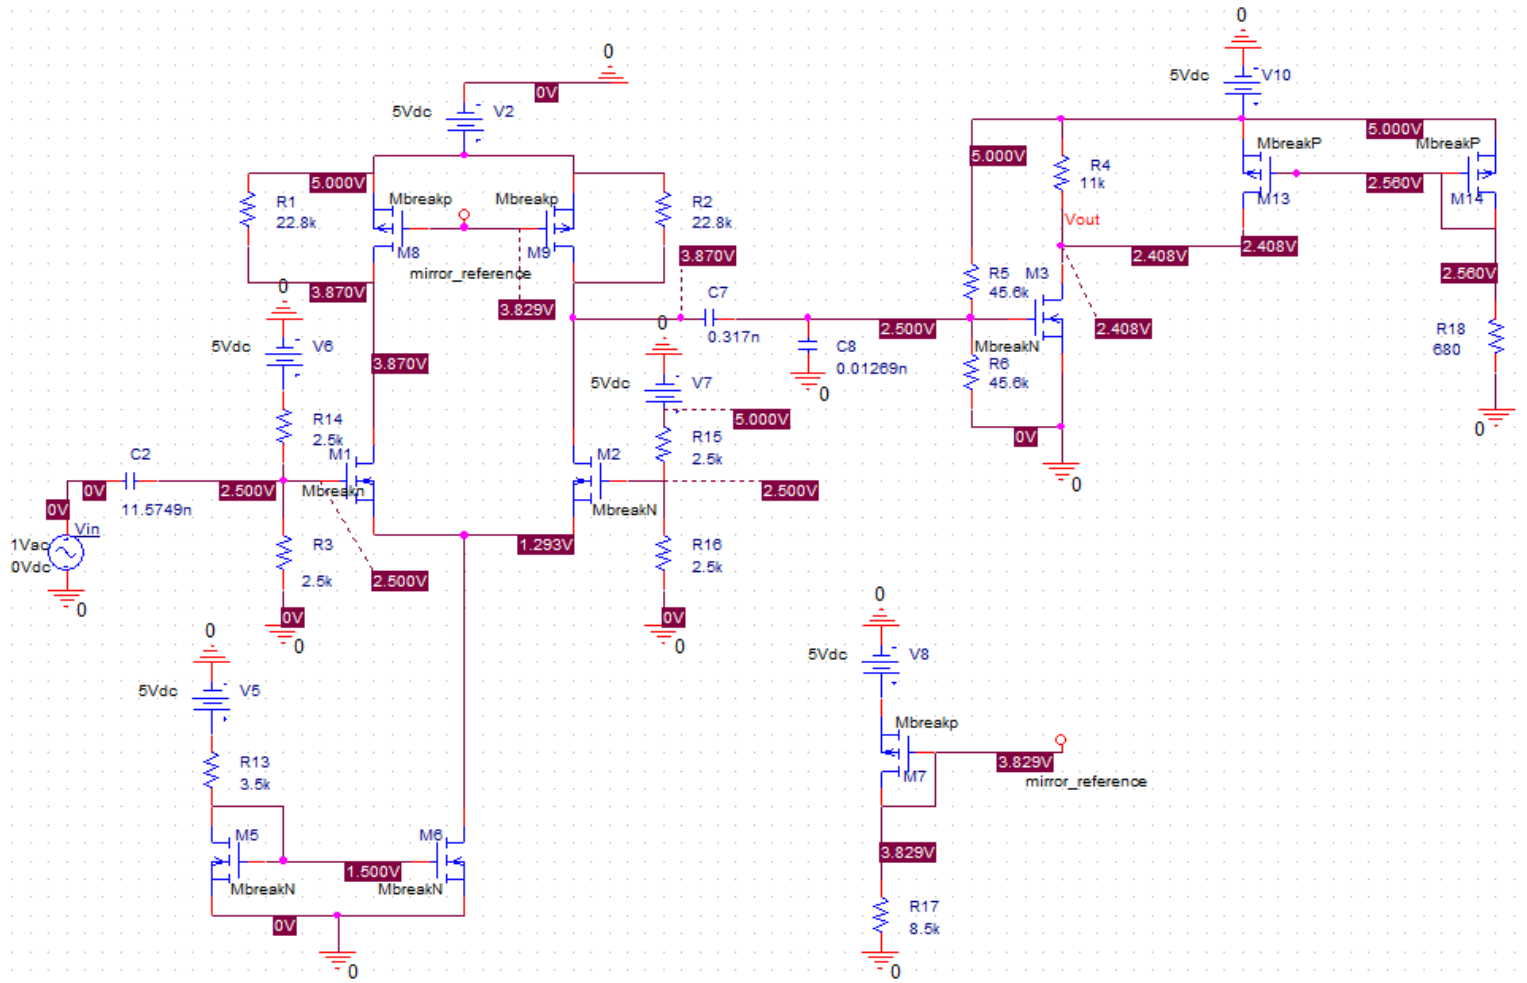 0
5Vdc
V10
0
0V
5Vdc
V2
5.000V
MbreakP
MbreakP
5.000V
R4
11k
2.560V
M13
M14
R1
22.8k
5.000V
Mbreakp
Mbreakp
R2
22.8k
M8
M9
mirror_reference
3.829V
3.870V
3.870V
Vout
2.408V
2.408V
2.408V
2.560V
R5
45.6k
M3
MbreakN
R6
45.6k
0V
0
R18
680
0
C7
0.317n
2.500V
C8
0.01269n
0
0
5Vdc
V6
3.870V
0
5Vdc
V7
5.000V
R14
2.5k
R15
2.5k
M1
Mbreakn
M2
MbreakN
2.500V
C2
11.5749n
0V
2.500V
0V
Vin
1Vac
0Vdc
0
R3
2.5k
2.500V
0V
0
1.293V
R16
2.5k
0V
0
0
5Vdc
V5
R13
3.5k
M5
MbreakN
M6
MbreakN
1.500V
0V
0
0
5Vdc
V8
Mbreakp
M7
3.829V
mirror_reference
3.829V
R17
8.5k
0